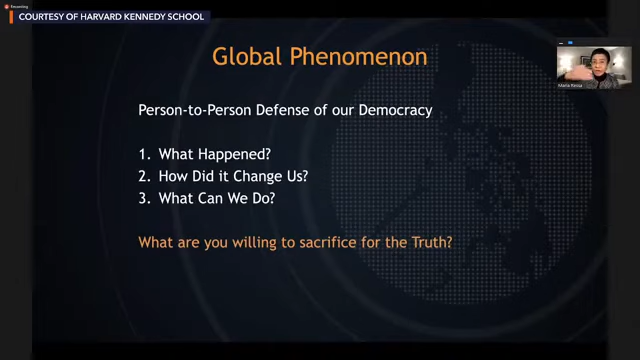 Presenting
COURTESY OF HARVARD KENNEDY SCHOOL
Global Phenomenon
Maria Ressa
Person-to-Person Defense of our Democracy
1. What Happened?
2. How Did it Change Us?
3. What Can We Do?
What are you willing to sacrifice for the Truth?